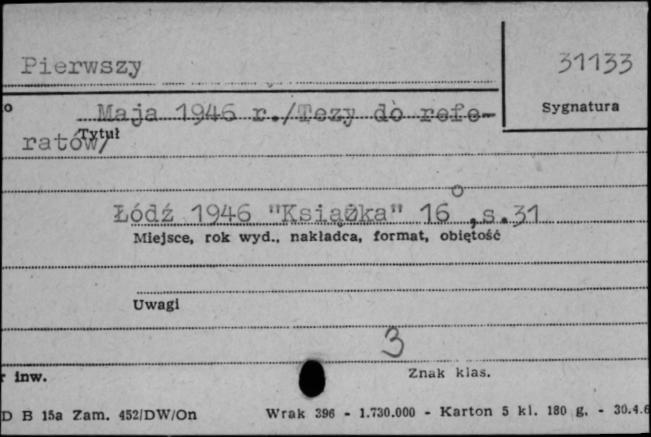 Pierwszy
31133
Sygnatura
o
Maja 1946 r./Tezy do refe-
Tytuł
ratów/
Łódź 1946 "Książka" 16°,s.31
Miejsce, rok wyd., nakładca, format, obiętość
Uwagi
3
r inw.
Znak klas.
D B 15a Zam. 452/DW/On
Wrak 396 - 1.730.000 - Karton 5 kl. 180 g. - 30.4.6